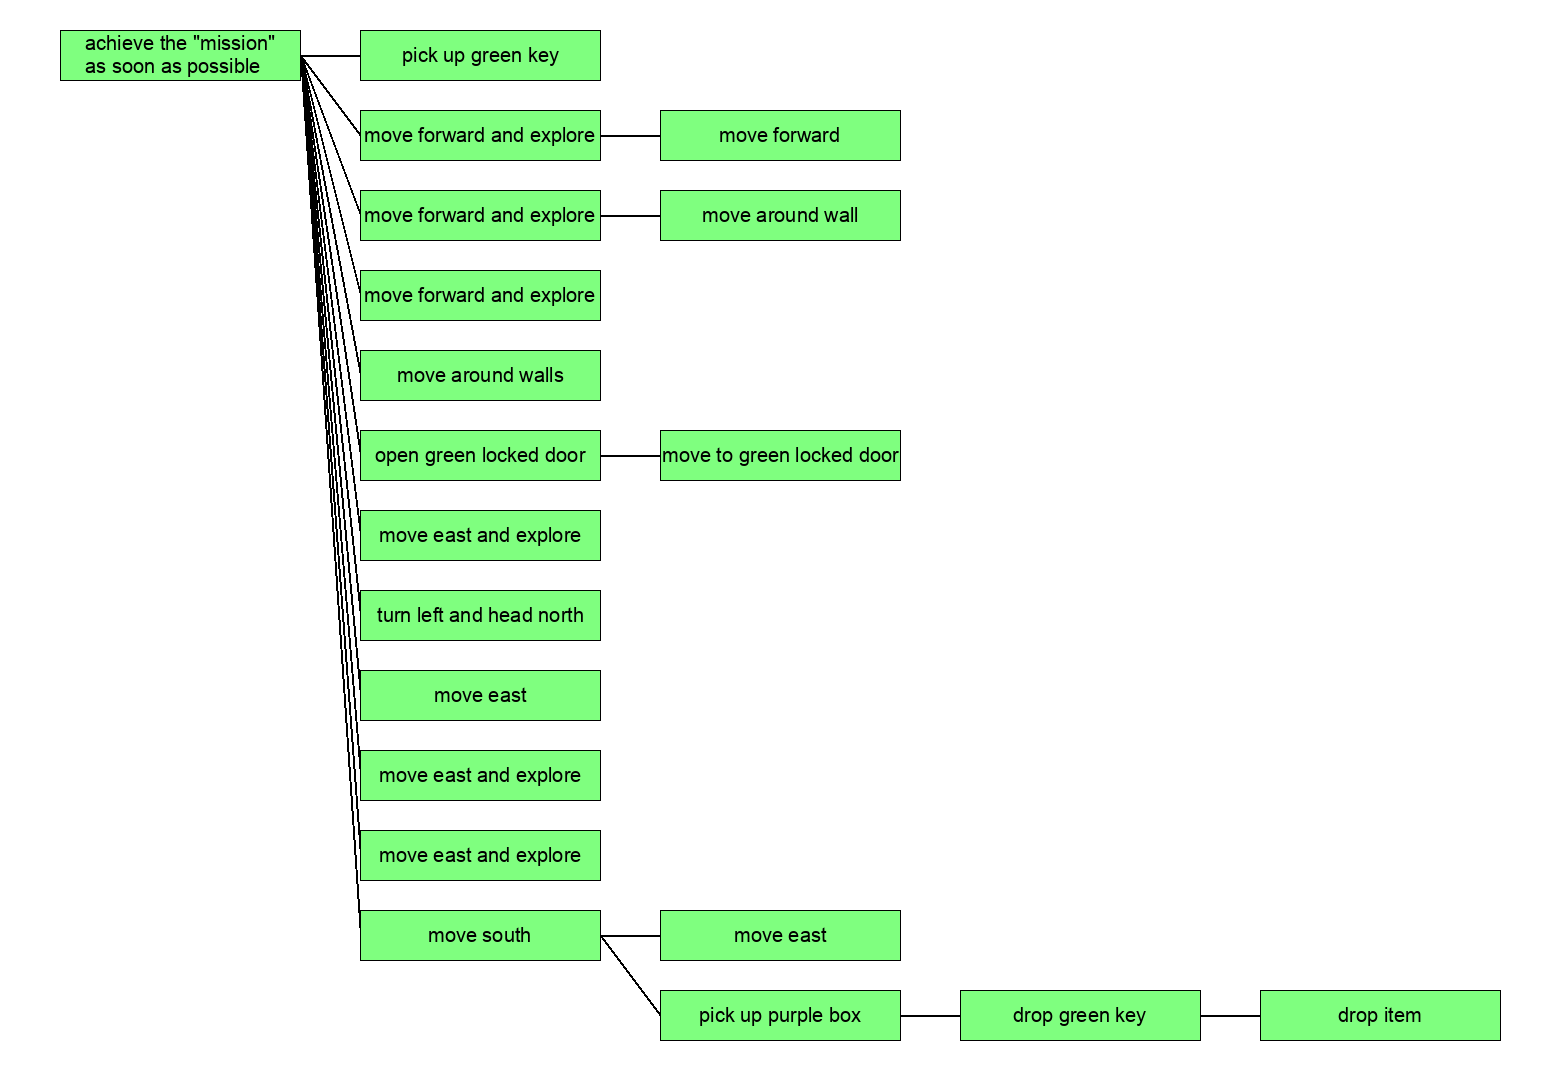 achieve the "mission"
as soon as possible
pick up green key
move forward and explore
move forward
move forward and explore
move around wall
move forward and explore
move around walls
open green locked door
move to green locked door
move east and explore
turn left and head north
move east
move east and explore
move east and explore
move south
move east
pick up purple box
drop green key
drop item